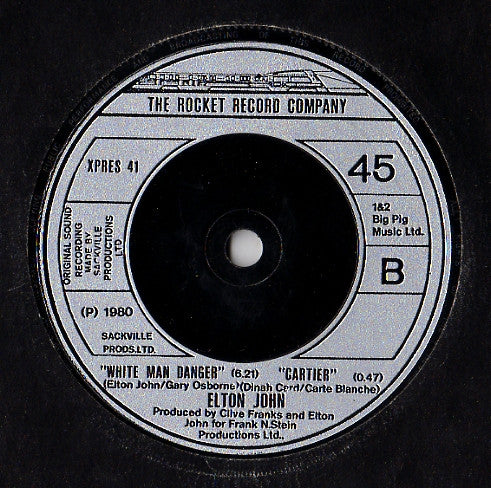 THE ROCKET RECORD COMPANY
XPRES 41
45
1&2
Big Pig
Music Ltd.
ORIGINAL SOUND
RECORDING
MADE BY
SACKVILLE
PRODUCTIONS
LTD
B
(P) 1980
SACKVILLE
PRODS.LTD.
"WHITE MAN DANGER" (6.21) "CARTIER" (0.47)
(Elton John/Gary Osborne)(Dinah Card/Carte Blanche)
ELTON JOHN
Produced by Clive Franks and Elton
John for Frank N.Stein
Productions Ltd..